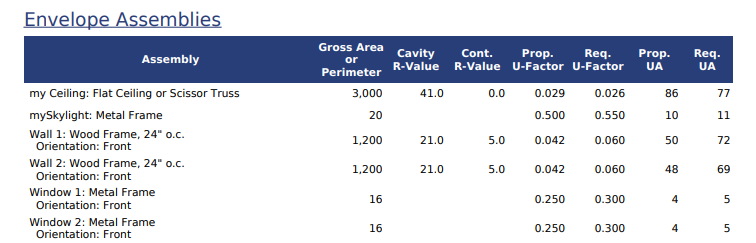 Envelope Assemblies
Assembly Gross Area or Perimeter Cavity R-Value Cont. R-Value Prop. U-Factor Req. U-Factor Prop. UA Req. UA
my Ceiling: Flat Ceiling or Scissor Truss 3,000 41.0 0.0 0.029 0.026 86 77
mySkylight: Metal Frame 20 0.500 0.550 10 11
Wall 1: Wood Frame, 24" o.c. 1,200 21.0 5.0 0.042 0.060 50 72
Orientation: Front
Wall 2: Wood Frame, 24" o.c. 1,200 21.0 5.0 0.042 0.060 48 69
Orientation: Front
Window 1: Metal Frame 16 0.250 0.300 4 5
Orientation: Front
Window 2: Metal Frame 16 0.250 0.300 4 5
Orientation: Front